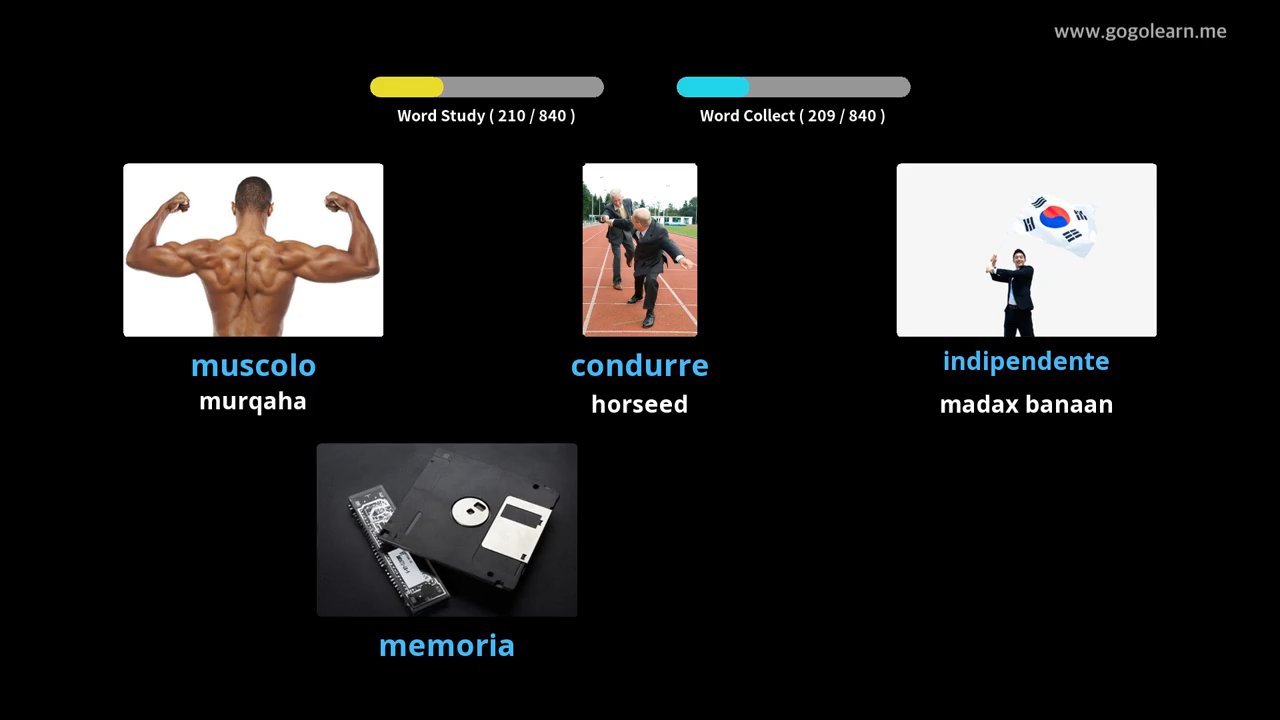 www.gogolearn.me
Word Study ( 210 / 840 )
Word Collect ( 209 / 840 )
muscolo
murqaha
condurre
horseed
indipendente
madax banaan
memoria